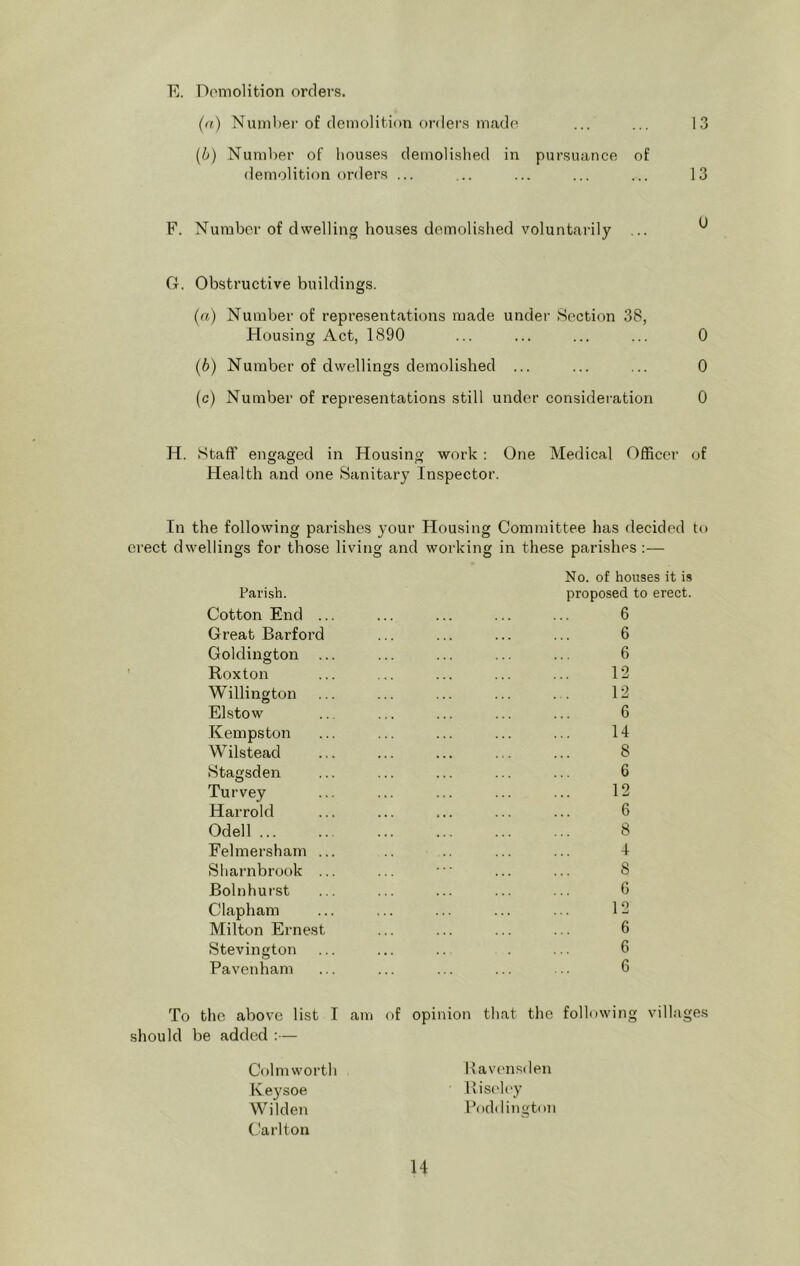 E. Demolition orders.
(a) Number of demolition orders made ... ... 13
(b) Number of houses demolished in pursuance of
demolition orders ... ... ... ... ... 13
F. Number of dwelling houses demolished voluntarily ... 0
G. Obstructive buildings.
(a) Number of representations made under Section 38,
Housing Act, 1890 ... ... ... ... 0
(b) Number of dwellings demolished ... ... ... 0
(c) Number of representations still under consideration 0
H. Staff engaged in Housing work : One Medical Officer of
Health and one Sanitary Inspector.
In the following parishes your Housing Committee has decided to
erect dwellings for those living and working in these parishes :—
No. of houses it is
Parish. proposed to erect.
Cotton End ... ... ... ... ... 6
Great Barford ... ... ... ... 6
Goldington ... ... ... ... ... 6
Roxton ... ... ... ... ... 12
Willington ... ... ... ... ... 12
Elstow ... ... ... ... ... 6
Kempston ... ... ... ... ... 14
Wilstead ... ... ... ... ... 8
Stagsden ... ... ... ... ... 6
Turvey ... ... ... ... ... 12
Harrold ... ... ... ... ... 6
Odell ... ... ... ... ... ... 8
Felmersham ... ... ... ... ... 4
Sharnbrook ... ... ... ... ... 8
Bolnhurst ... ... ... ... ... 6
Clapham ... ... ... ... ... 12
Milton Ernest ... ... ... ... 6
Stevington ... ... ... ... ... 6
Pavenham ... ... ... ... ... 6
To the above list I am of opinion that the following villages
should be added :—
Colmworth Ravensden
Keysoe Riseley
Wilden Poddington
Carlton
14